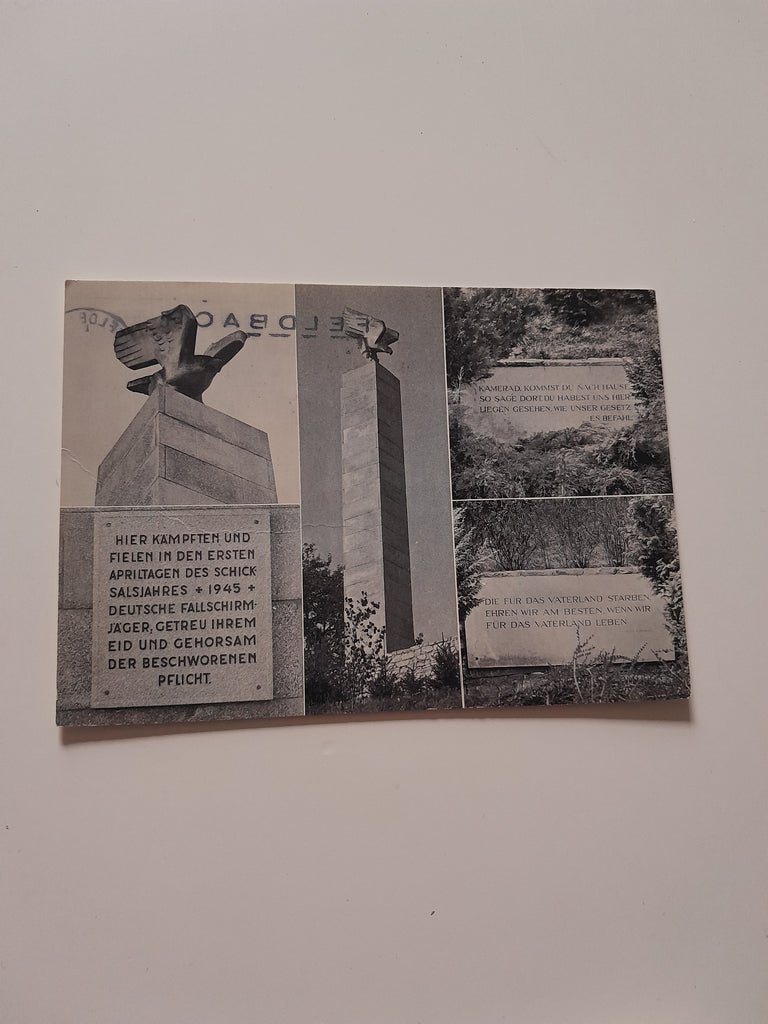 FELDBAC
HIER KÄMPFTEN UND
FIELEN IN DEN ERSTEN
APRILTAGEN DES SCHICK-
SALSJAHRES + 1945 +
DEUTSCHE FALLSCHIRM-
JÄGER, GETREU IHREM
EID UND GEHORSAM
DER BESCHWORENEN
PFLICHT.
KAMERAD, KOMMST DU NACH HAUSE
SO SAGE DORT, DU HABEST UNS HIER
LIEGEN GESEHEN, WIE UNSER GESETZ
ES BEFAHL
DIE FÜR DAS VATERLAND STARBEN,
EHREN WIR AM BESTEN, WENN WIR
FÜR DAS VATERLAND LEBEN